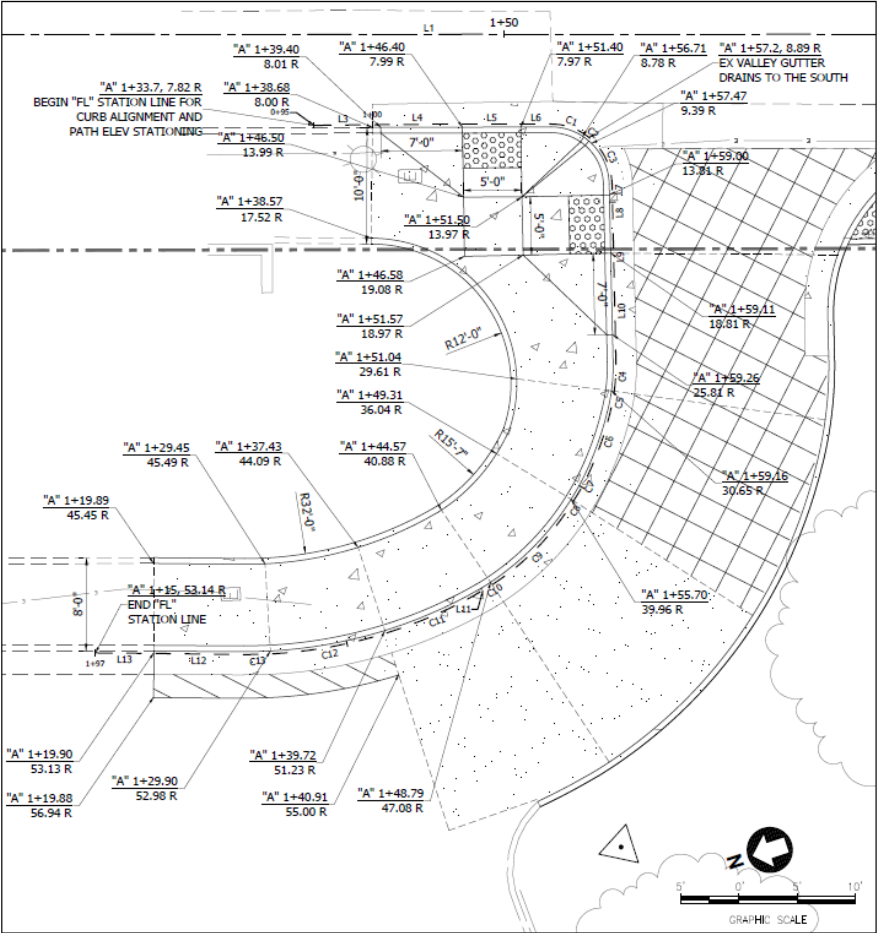 L1
1+50
"A" 1+39.40
8.01 R
"A" 1+46.40
7.99 R
"A" 1+51.40
7.97 R
"A" 1+56.71
8.78 R
"A" 1+57.2, 8.89 R
EX VALLEY GUTTER
DRAINS TO THE SOUTH
"A" 1+33.7, 7.82 R
BEGIN "FL" STATION LINE FOR
CURB ALIGNMENT AND
PATH ELEV STATIONING
"A" 1+38.68
8.00 R
"A" 1+57.47
9.39 R
0+95
L3
1+00
L4
L5
L6
C1
C2
C3
"A" 1+46.50
13.99 R
7'-0"
"A" 1+59.00
13.81 R
10'-0"
E
5'-0"
L7
"A" 1+38.57
17.52 R
"A" 1+51.50
13.97 R
5'-0"
L8
L9
"A" 1+46.58
19.08 R
7'-0"
L10
"A" 1+59.11
18.81 R
"A" 1+51.57
18.97 R
R12'-0"
"A" 1+51.04
29.61 R
"A" 1+59.26
25.81 R
C4
C5
"A" 1+49.31
36.04 R
"A" 1+29.45
45.49 R
"A" 1+37.43
44.09 R
"A" 1+44.57
40.88 R
R15'-7"
C6
"A" 1+59.16
30.65 R
"A" 1+19.89
45.45 R
R32'-0"
C7
C8
C9
8'-0"
"A" 1+15, 53.14 R
END "FL"
STATION LINE
E
"A" 1+55.70
39.96 R
C10
L11
C11
1+97
L13
L12
C13
C12
"A" 1+19.90
53.13 R
"A" 1+39.72
51.23 R
"A" 1+29.90
52.98 R
"A" 1+19.88
56.94 R
"A" 1+40.91
55.00 R
"A" 1+48.79
47.08 R
N
5'
0'
5'
10'
GRAPHIC SCALE